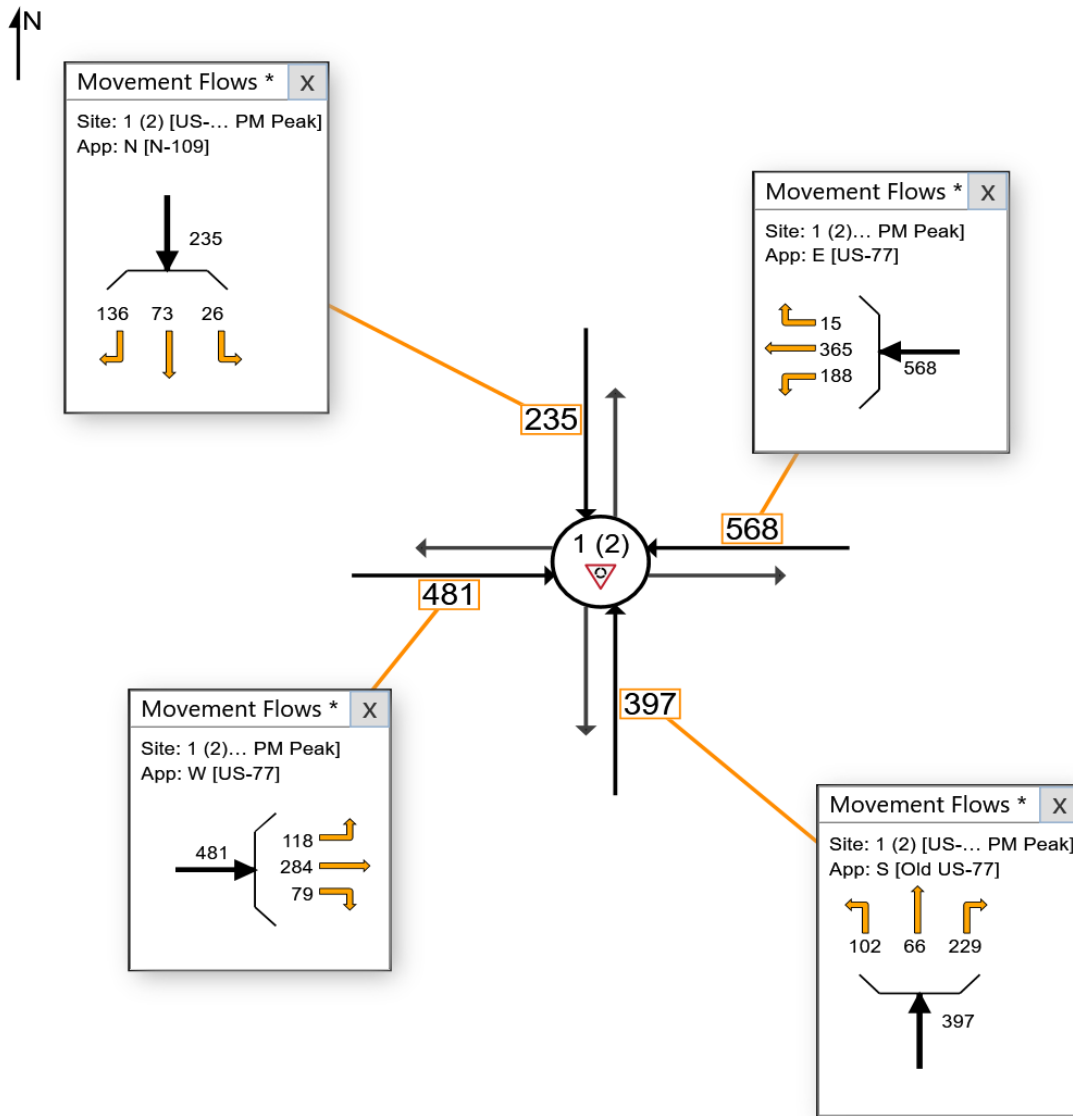 N
Movement Flows * X
Site: 1 (2) [US-... PM Peak]
App: N [N-109]
235
136 73 26
Movement Flows * X
Site: 1 (2)... PM Peak]
App: E [US-77]
15
365
188
568
235
568
1 (2)
481
397
Movement Flows * X
Site: 1 (2)... PM Peak]
App: W [US-77]
481
118
284
79
Movement Flows * X
Site: 1 (2) [US-... PM Peak]
App: S [Old US-77]
102 66 229
397